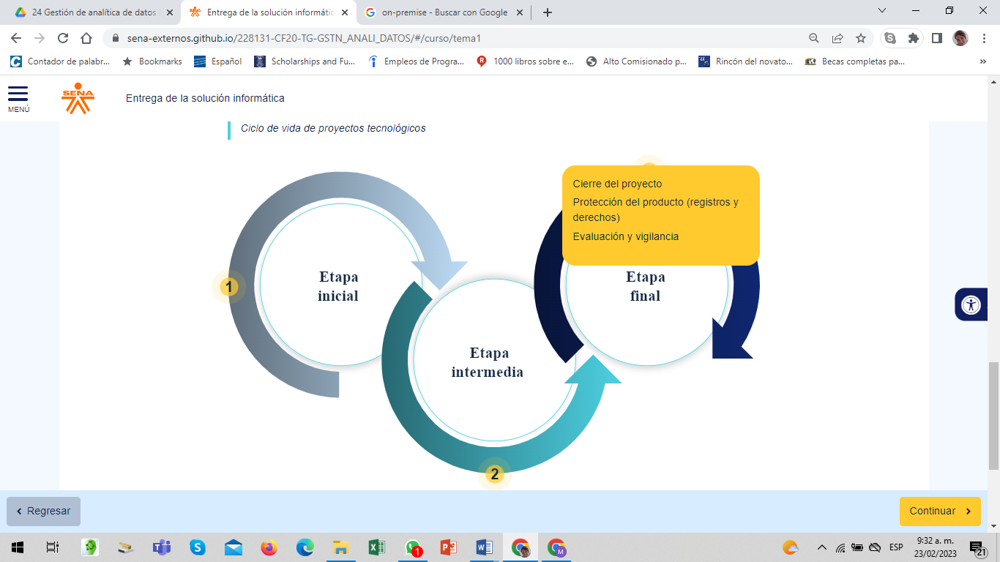 24 Gestión de analítica de datos
Entrega de la solución informátic
on-premise - Buscar con Google
sena-externos.github.io/228131-CF20-TG-GSTN_ANALI_DATOS/#/curso/tema1
Contador de palabr...
Bookmarks
Español
Scholarships and Fu...
Empleos de Progra...
1000 libros sobre e...
Alto Comisionado p...
Rincón del novato...
Becas completas pa...
»
MENÚ
SENA
Entrega de la solución informática
Ciclo de vida de proyectos tecnológicos
Cierre del proyecto
Protección del producto (registros y
derechos)
Evaluación y vigilancia
1
Etapa
inicial
Etapa
final
Etapa
intermedia
2
Regresar
Continuar
1
M
ESP
9:32 a. m.
23/02/2023
21